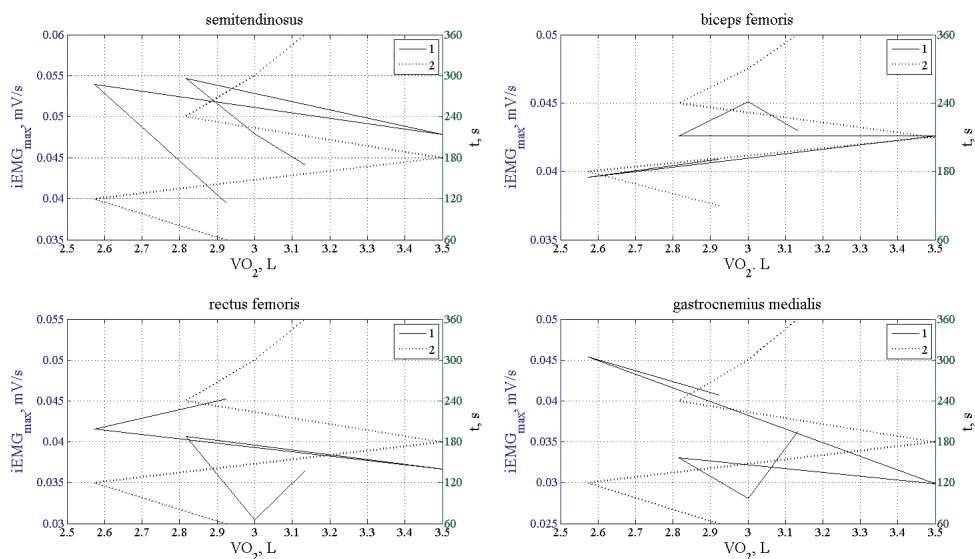 semitendinosus
iEMGmax, mV/s
0.06
0.055
0.05
0.045
0.04
0.035
1
2
360
300
240
180
120
60
t, s
2.5 2.6 2.7 2.8 2.9 3 3.1 3.2 3.3 3.4 3.5
VO2, L
biceps femoris
iEMGmax, mV/s
0.05
0.045
0.04
0.035
1
2
360
240
180
60
t, s
2.5 2.6 2.7 2.8 2.9 3 3.1 3.2 3.3 3.4 3.5
VO2. L
rectus femoris
iEMGmax, mV/s
0.055
0.05
0.045
0.04
0.035
0.03
1
2
360
300
240
180
120
60
t, s
2.5 2.6 2.7 2.8 2.9 3 3.1 3.2 3.3 3.4 3.5
VO2, L
gastrocnemius medialis
iEMGmax, mV/s
0.05
0.045
0.04
0.035
0.03
0.025
1
2
360
300
240
180
120
60
t, s
2.5 2.6 2.7 2.8 2.9 3 3.1 3.2 3.3 3.4 3.5
VO2, L